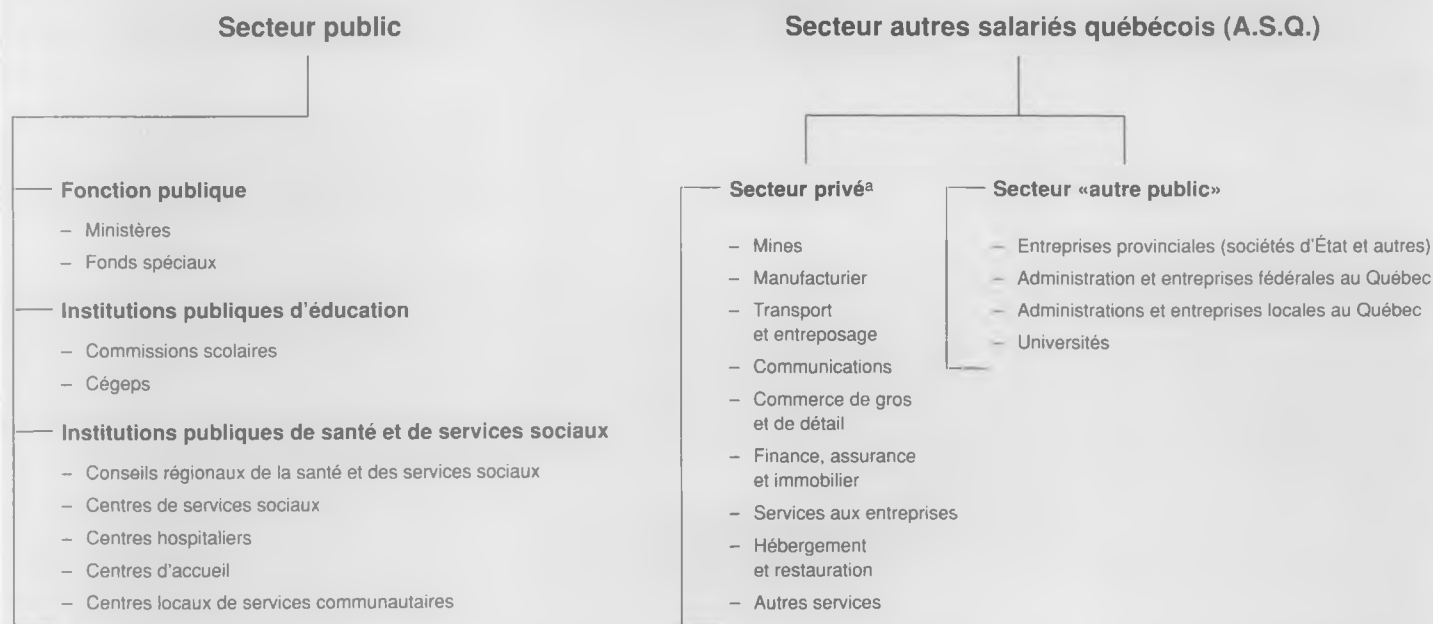 Secteur public
Fonction publique
– Ministères
– Fonds spéciaux
Institutions publiques d'éducation
– Commissions scolaires
– Cégeps
Institutions publiques de santé et de services sociaux
– Conseils régionaux de la santé et des services sociaux
– Centres de services sociaux
– Centres hospitaliers
– Centres d'accueil
– Centres locaux de services communautaires
Secteur autres salariés québécois (A.S.Q.)
Secteur privéᵃ
– Mines
– Manufacturier
– Transport
et entreposage
– Communications
– Commerce de gros
et de détail
– Finance, assurance
et immobilier
– Services aux entreprises
– Hébergement
et restauration
– Autres services
Secteur «autre public»
– Entreprises provinciales (sociétés d'État et autres)
– Administration et entreprises fédérales au Québec
– Administrations et entreprises locales au Québec
– Universités